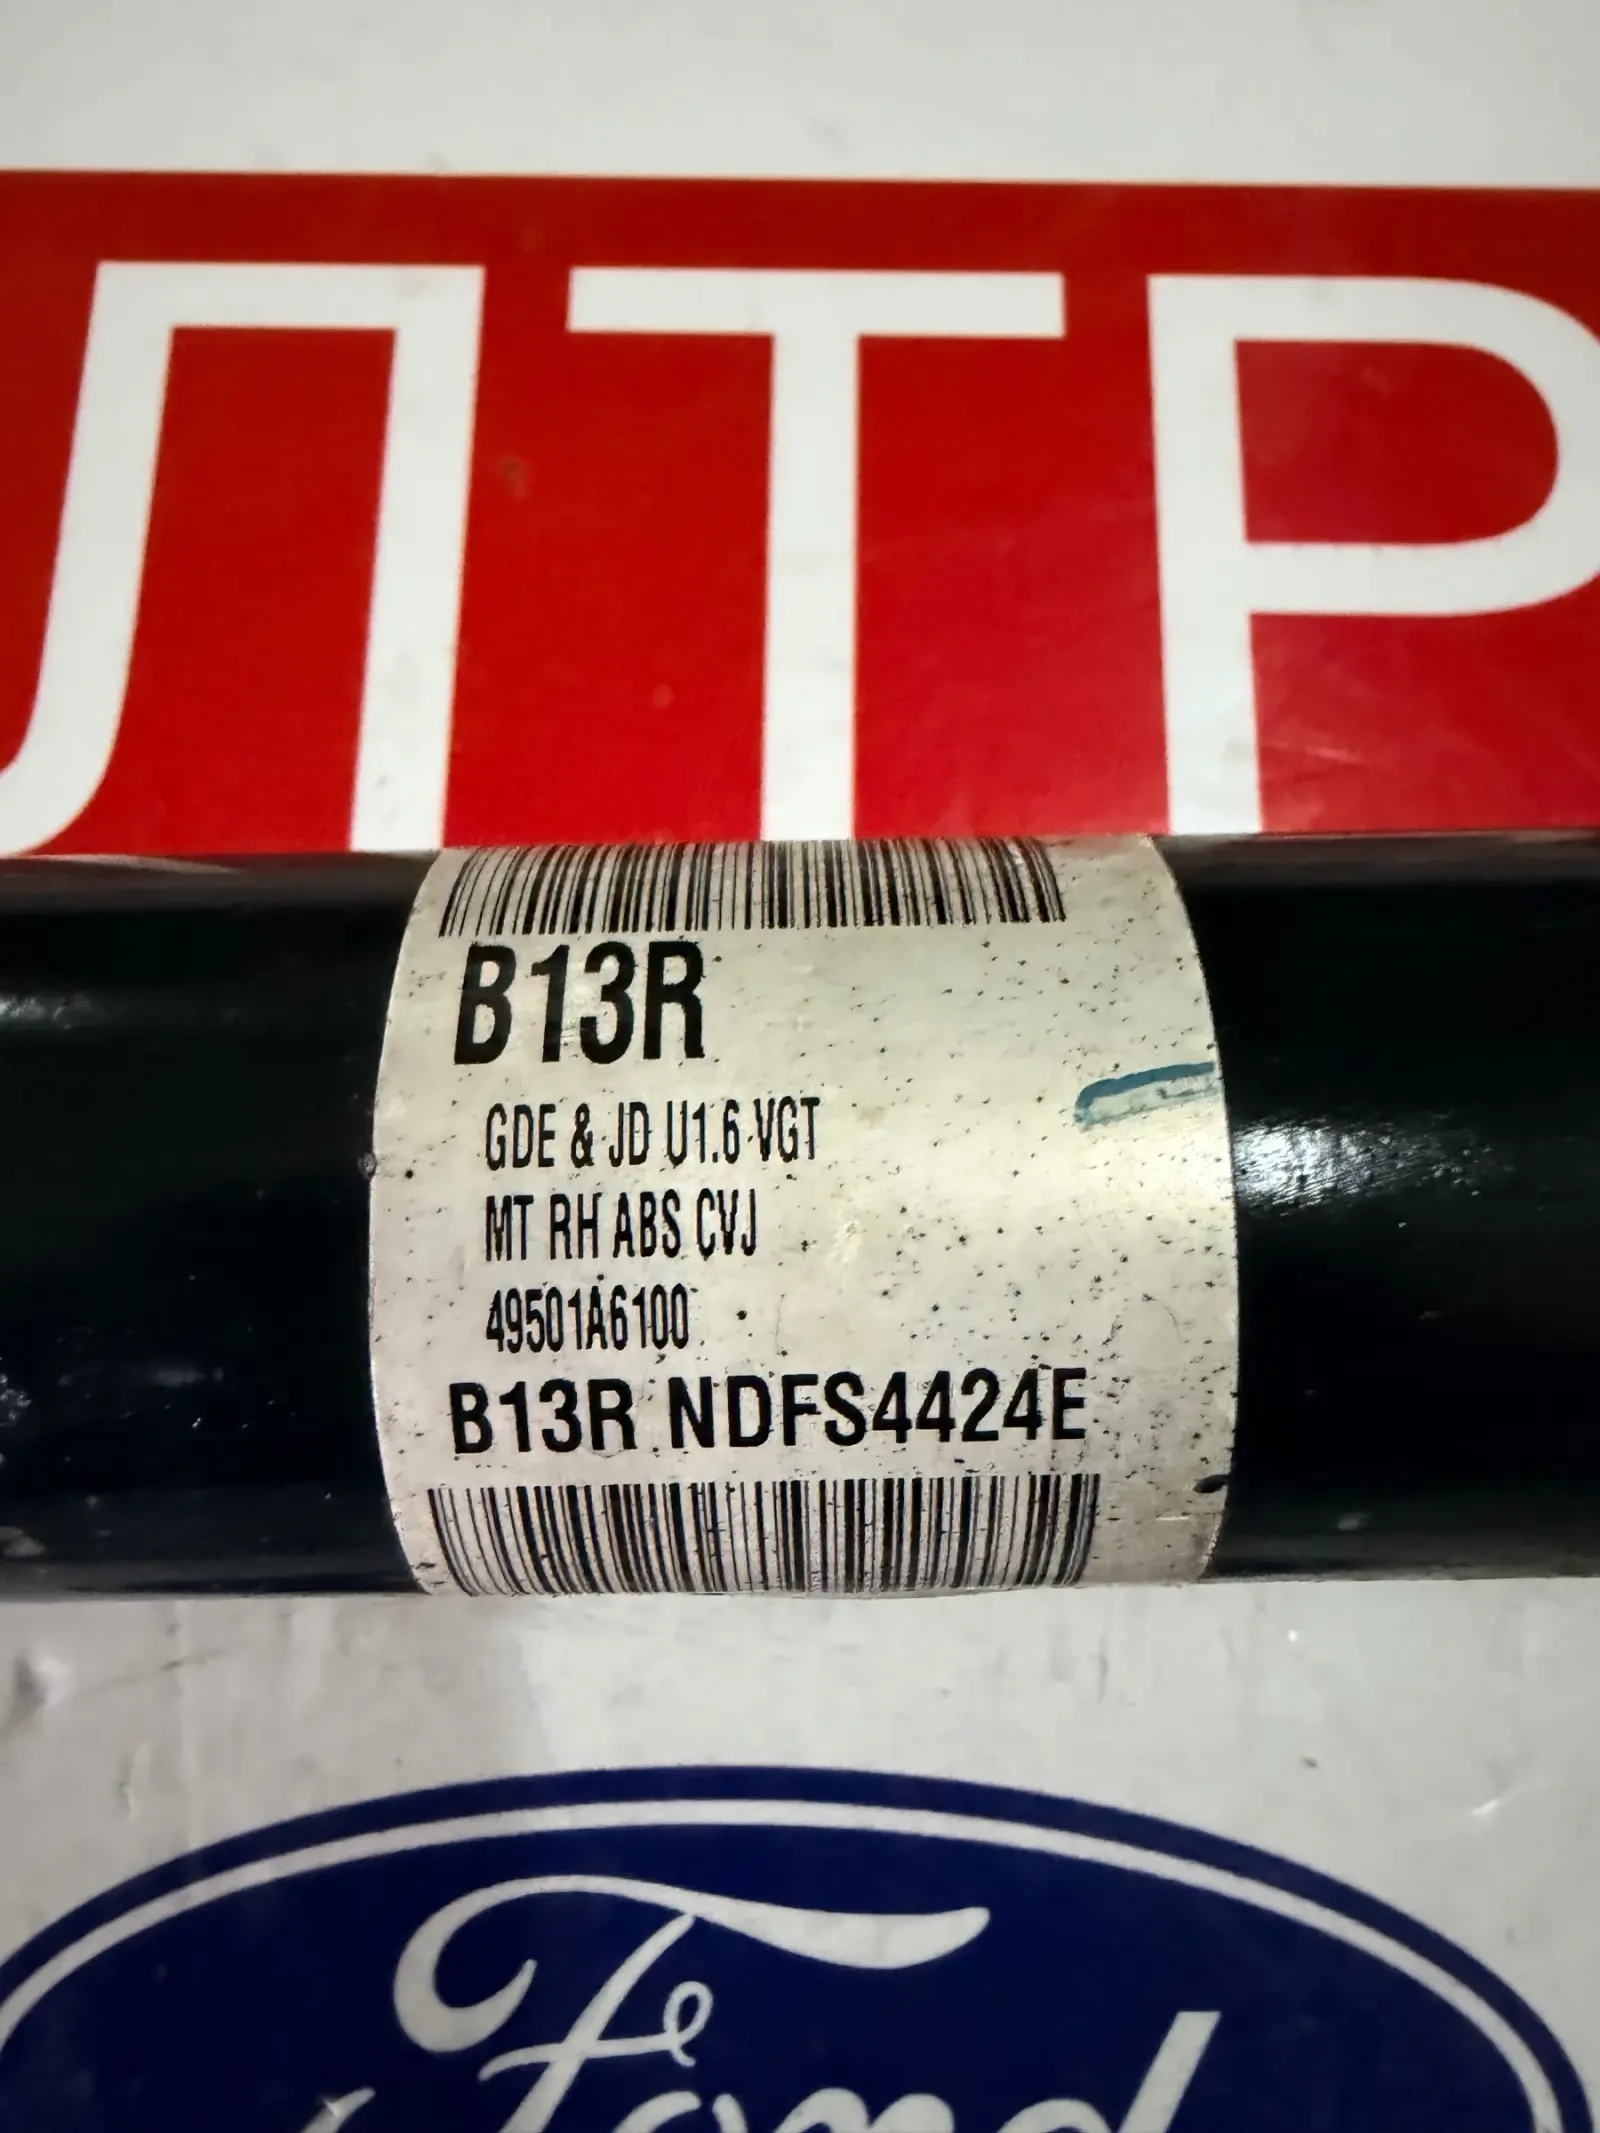 ЛТР
B13R
GDE & JD U1.6 VGT
MT RH ABS CVJ
49501A6100
B13R NDFS4424E
Ford